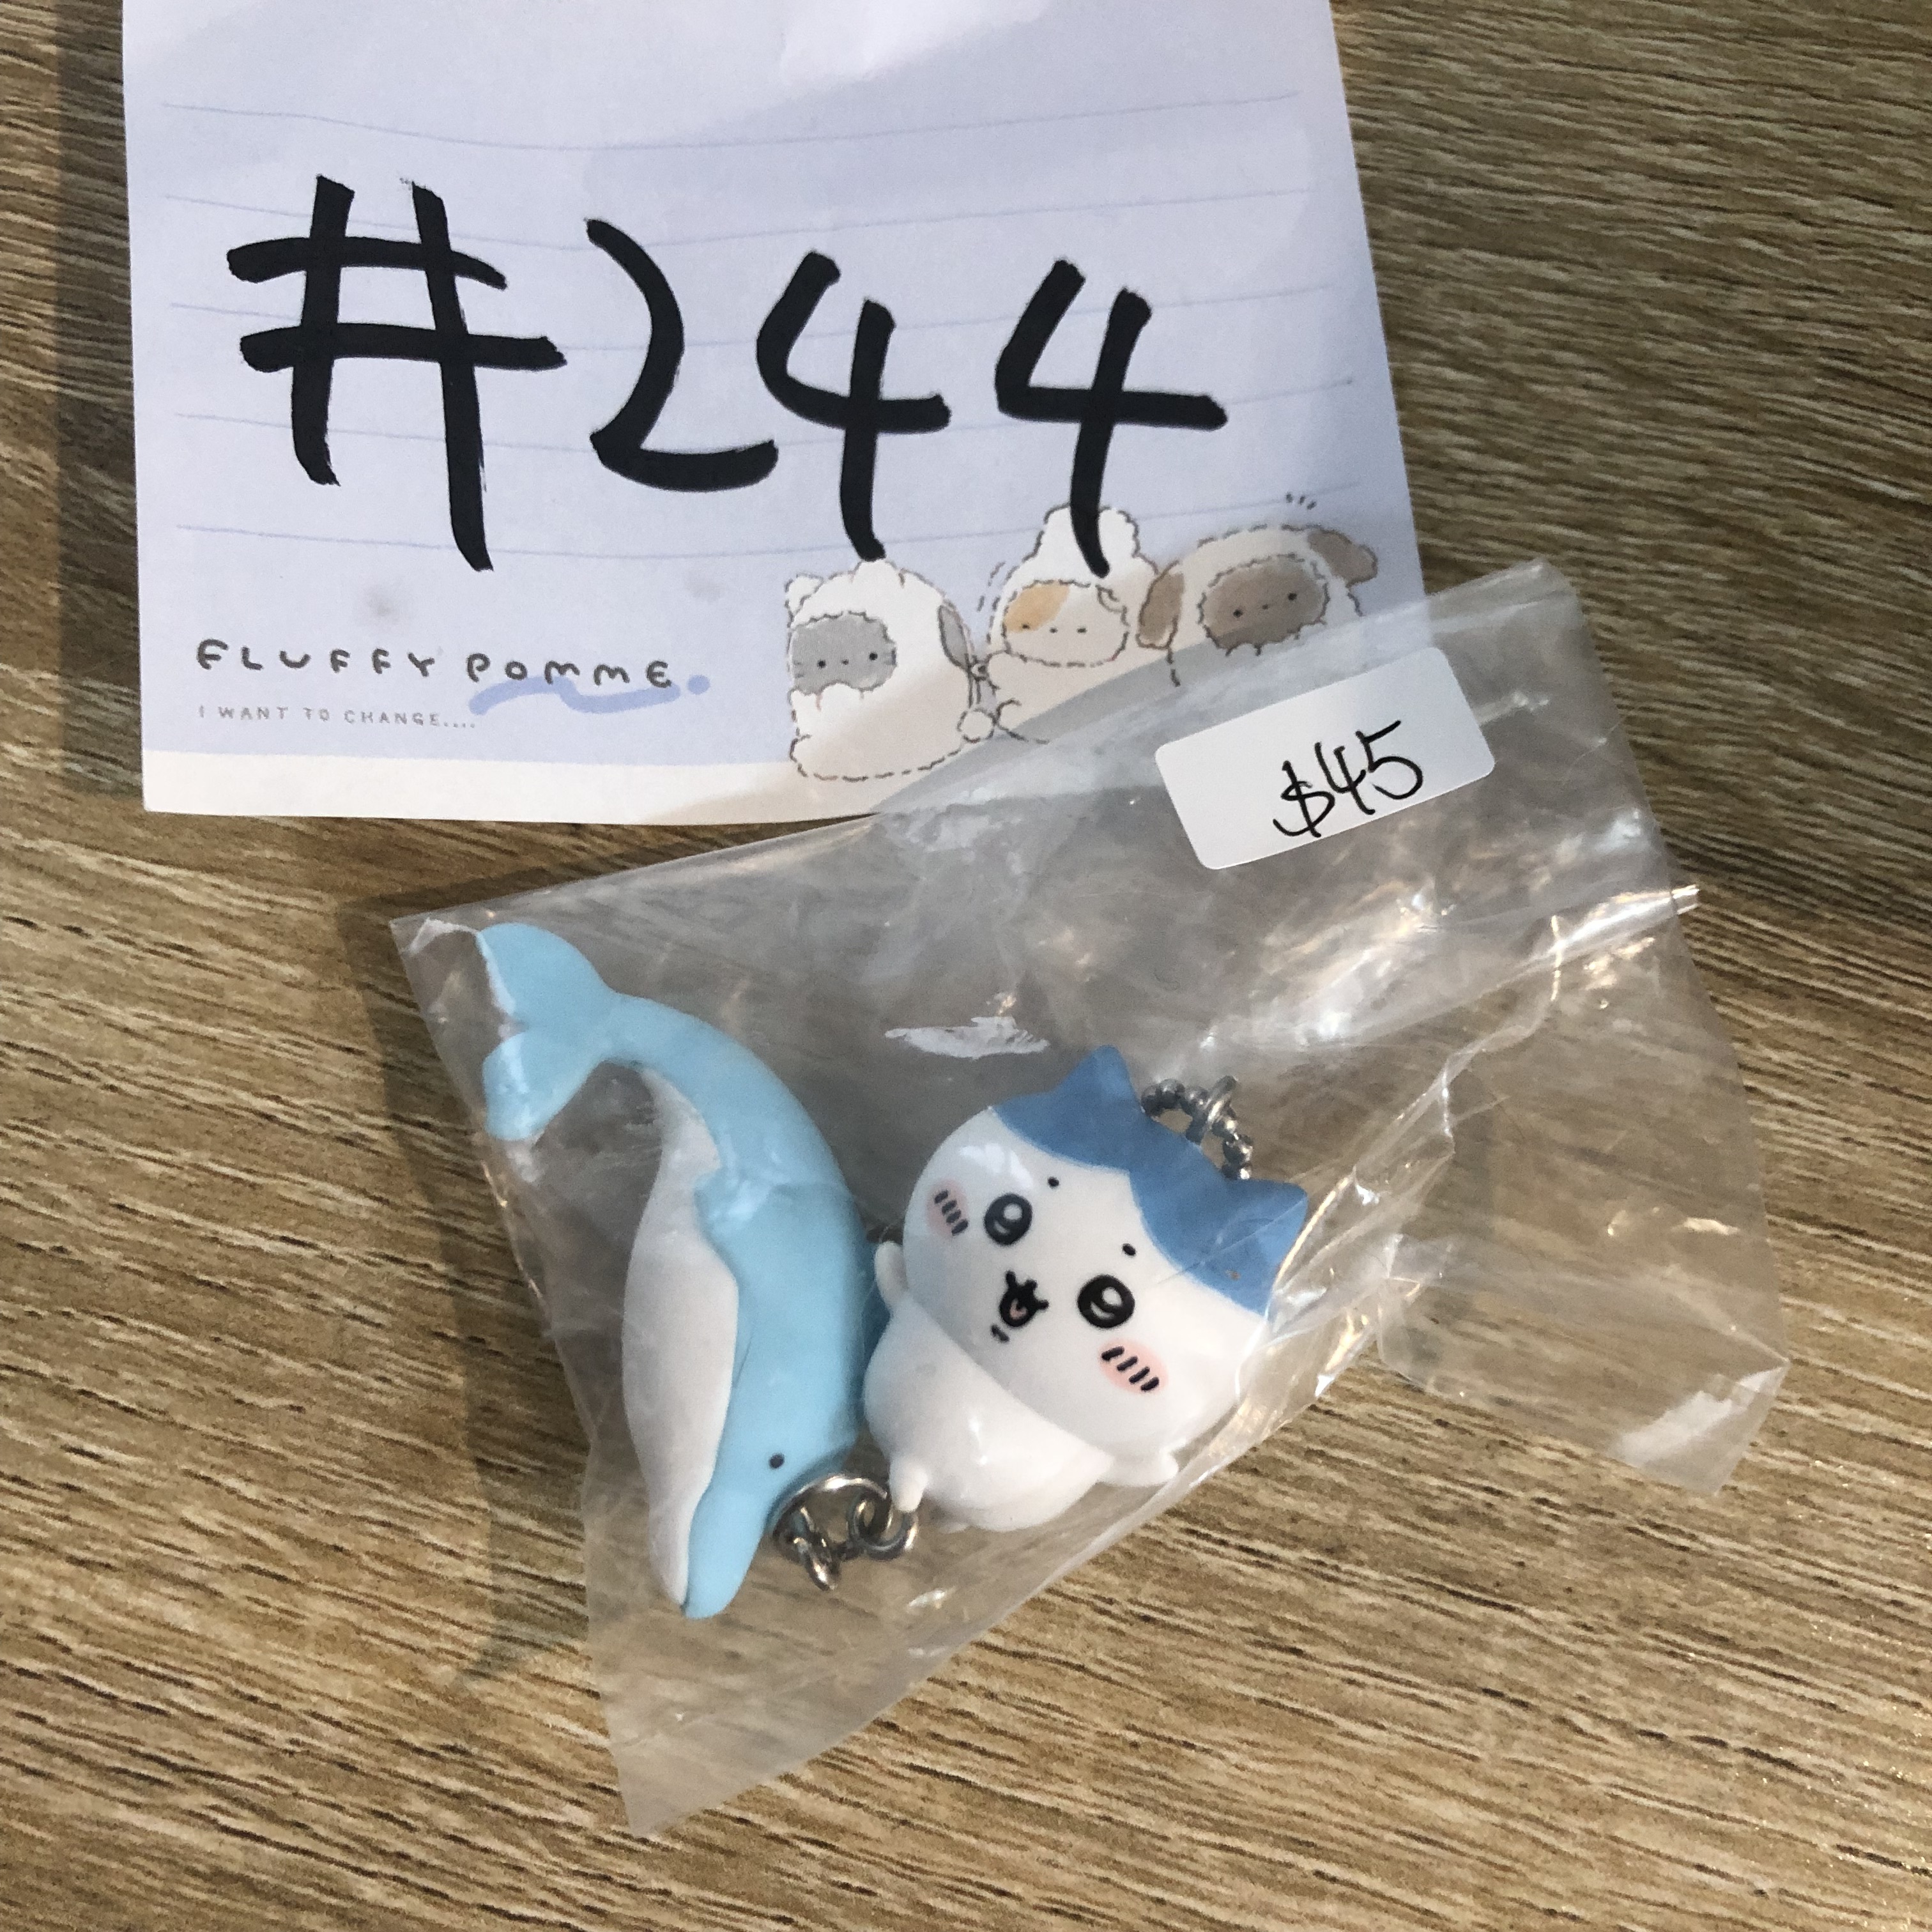 #244
FLUFFY POMME.
I WANT TO CHANGE....
$45